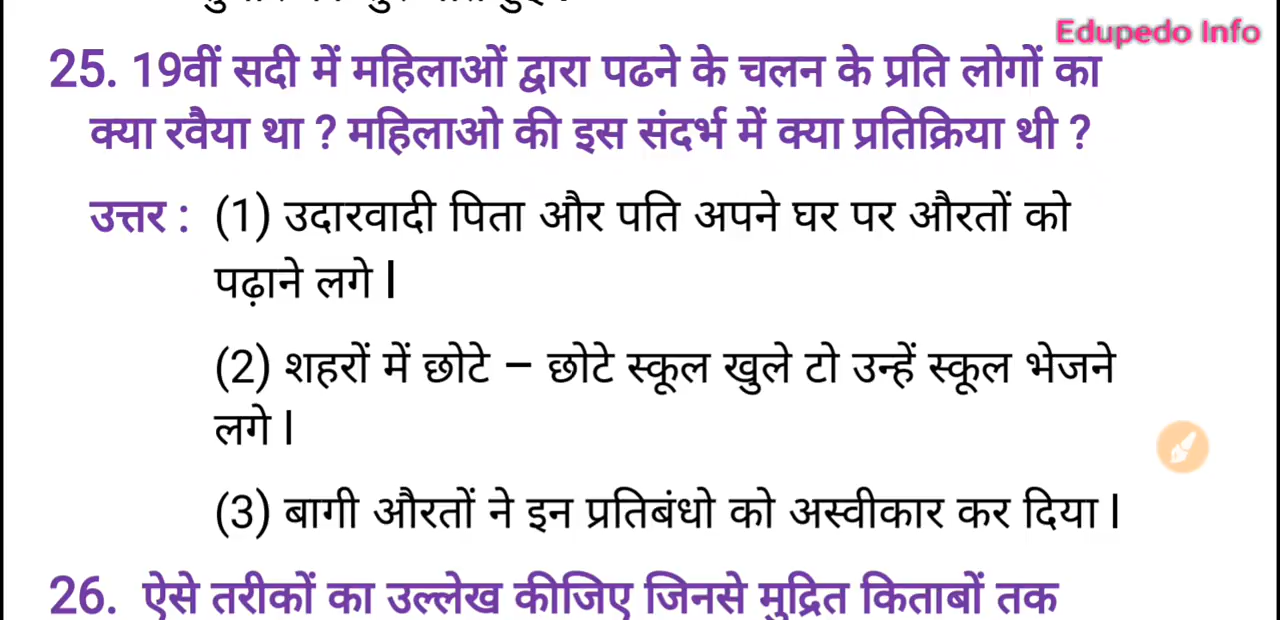 Edupedo Info
25. 19वीं सदी में महिलाओं द्वारा पढने के चलन के प्रति लोगों का
क्या रवैया था ? महिलाओ की इस संदर्भ में क्या प्रतिक्रिया थी ?
उत्तर : (1) उदारवादी पिता और पति अपने घर पर औरतों को
पढ़ाने लगे |
(2) शहरों में छोटे – छोटे स्कूल खुले टो उन्हें स्कूल भेजने
लगे |
(3) बागी औरतों ने इन प्रतिबंधो को अस्वीकार कर दिया |
26. ऐसे तरीकों का उल्लेख कीजिए जिनसे मुद्रित किताबों तक